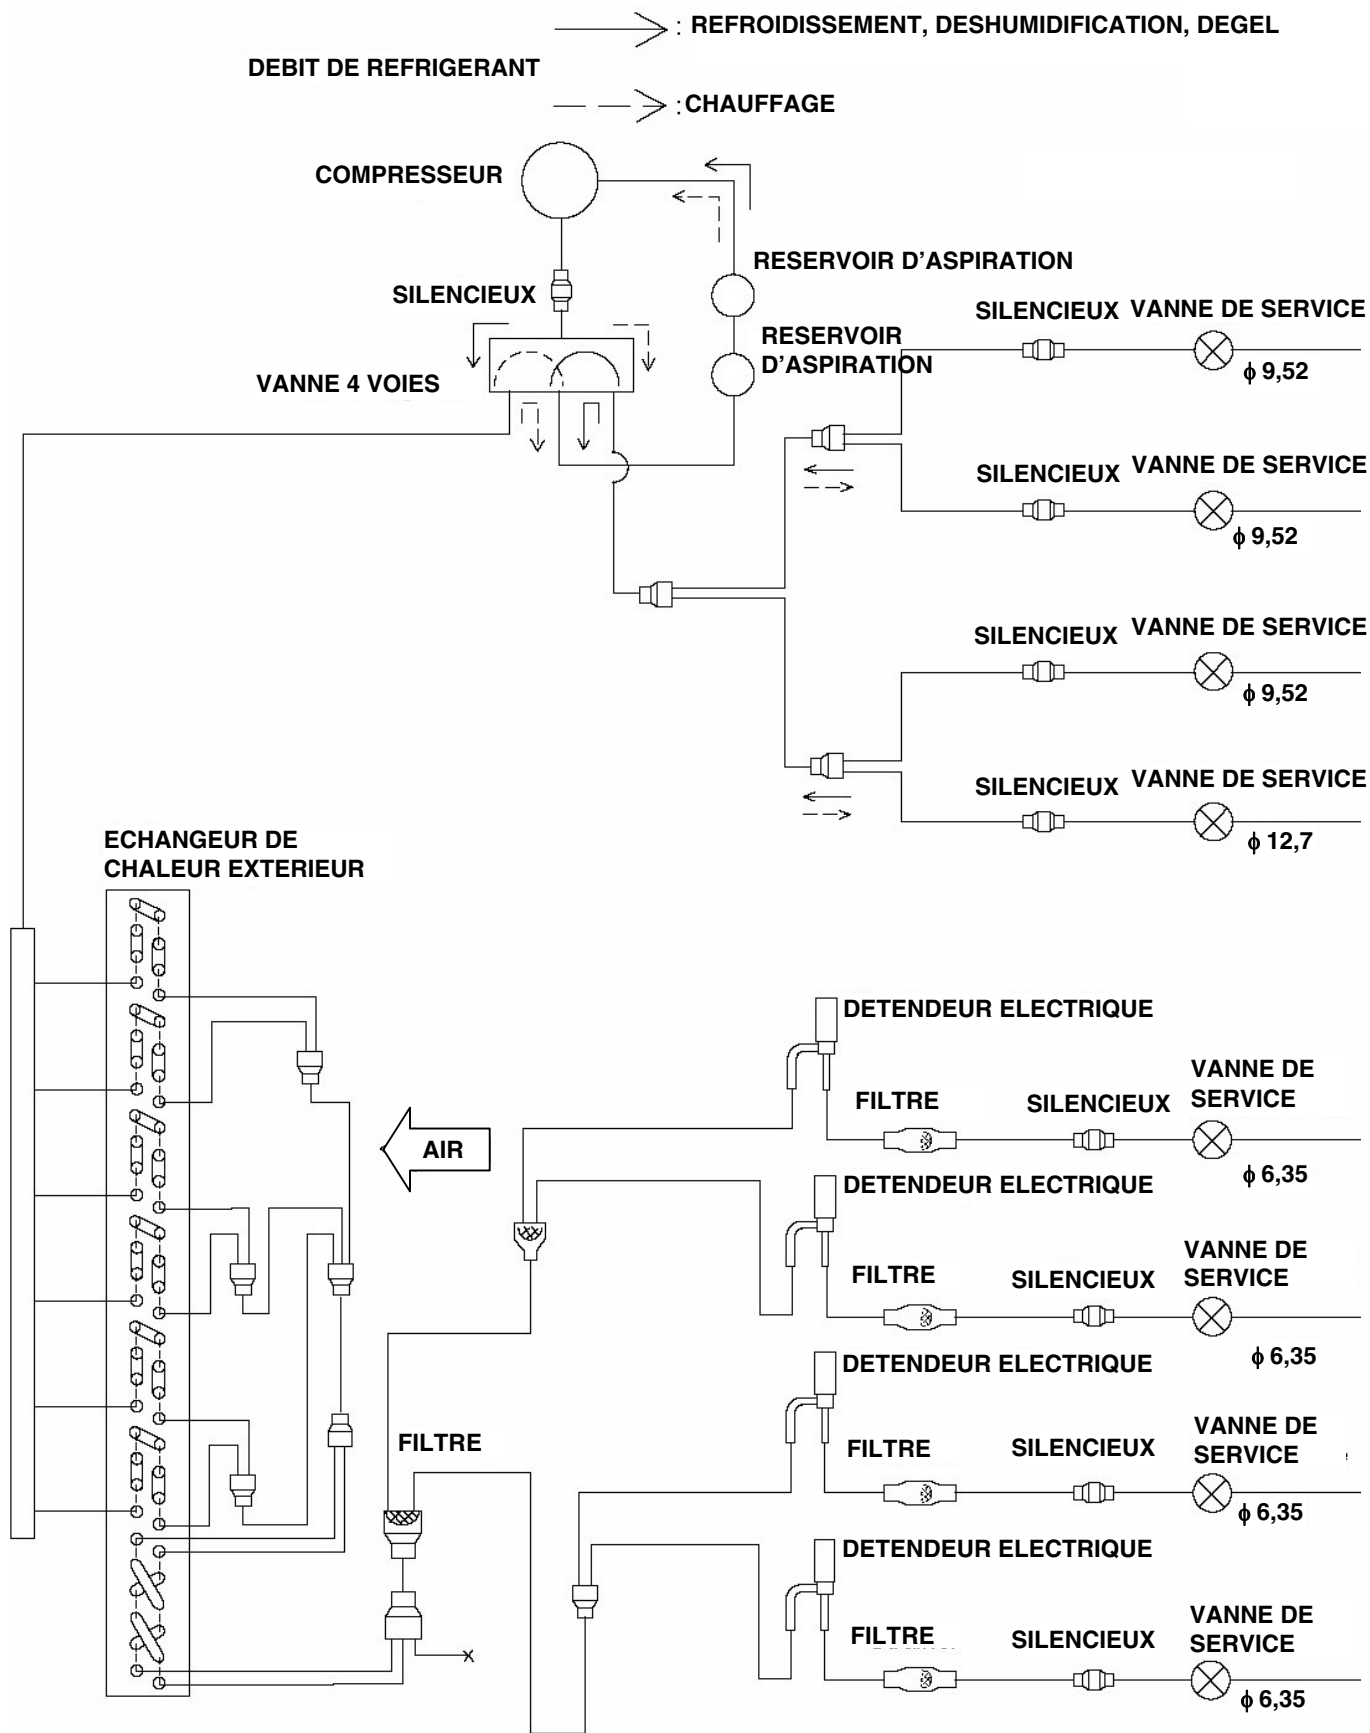 : REFROIDISSEMENT, DESHUMIDIFICATION, DEGEL
DEBIT DE REFRIGERANT
: CHAUFFAGE
COMPRESSEUR
RESERVOIR D'ASPIRATION
SILENCIEUX
RESERVOIR
D'ASPIRATION
VANNE 4 VOIES
SILENCIEUX VANNE DE SERVICE
ϕ 9,52
SILENCIEUX VANNE DE SERVICE
ϕ 9,52
SILENCIEUX VANNE DE SERVICE
ϕ 9,52
SILENCIEUX VANNE DE SERVICE
ϕ 12,7
ECHANGEUR DE
CHALEUR EXTERIEUR
AIR
FILTRE
DETENDEUR ELECTRIQUE
FILTRE SILENCIEUX
VANNE DE
SERVICE
ϕ 6,35
DETENDEUR ELECTRIQUE
FILTRE SILENCIEUX
VANNE DE
SERVICE
ϕ 6,35
DETENDEUR ELECTRIQUE
FILTRE SILENCIEUX
VANNE DE
SERVICE
ϕ 6,35
DETENDEUR ELECTRIQUE
FILTRE SILENCIEUX
VANNE DE
SERVICE
ϕ 6,35